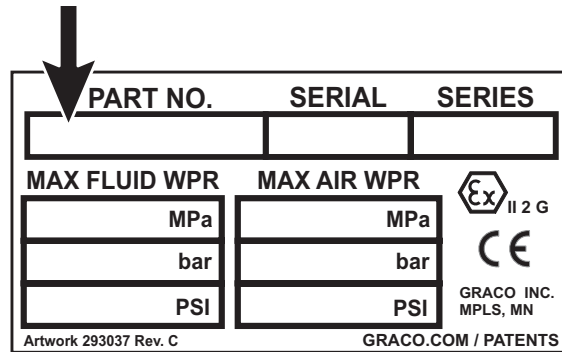 PART NO. SERIAL SERIES
MAX FLUID WPR MAX AIR WPR
Ex II 2 G
MPa MPa
bar bar
CE
PSI PSI
GRACO INC.
MPLS, MN
Artwork 293037 Rev. C GRACO.COM / PATENTS